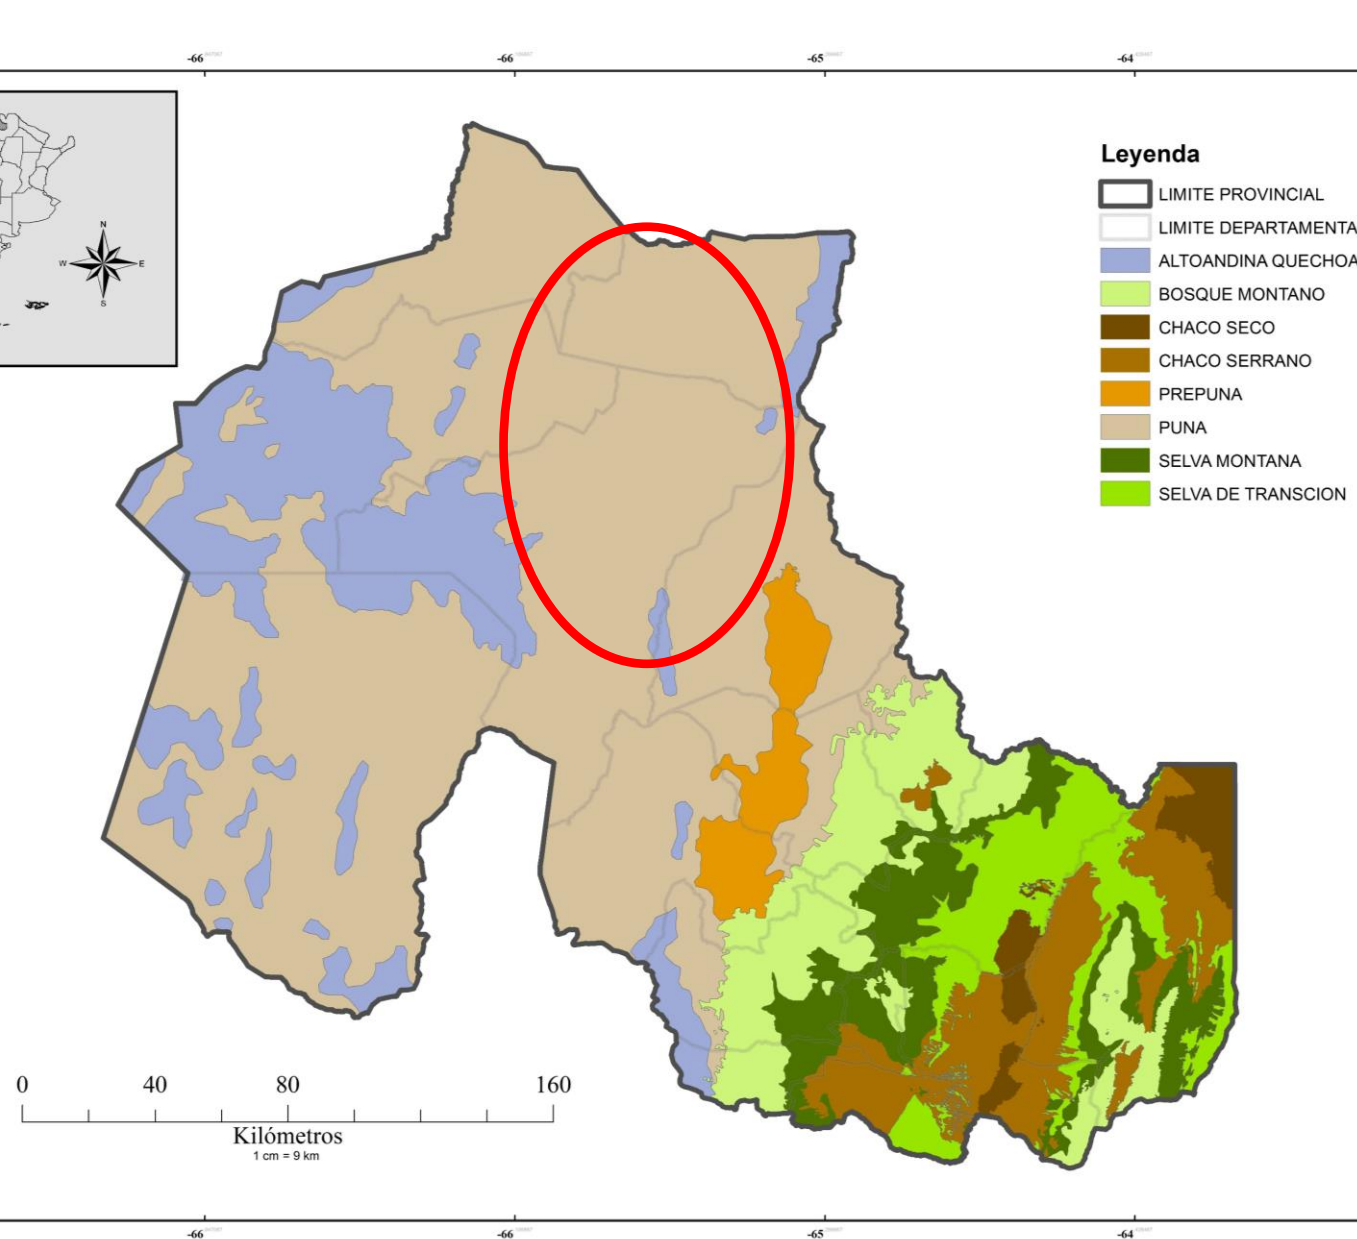 -66
-66
-65
-64
Leyenda
LIMITE PROVINCIAL
LIMITE DEPARTAMENTA
ALTOANDINA QUECHOA
BOSQUE MONTANO
CHACO SECO
CHACO SERRANO
PREPUNA
PUNA
SELVA MONTANA
SELVA DE TRANSCION
N
W
E
S
0
40
80
160
Kilómetros
1 cm = 9 km
-66
-66
-65
-64